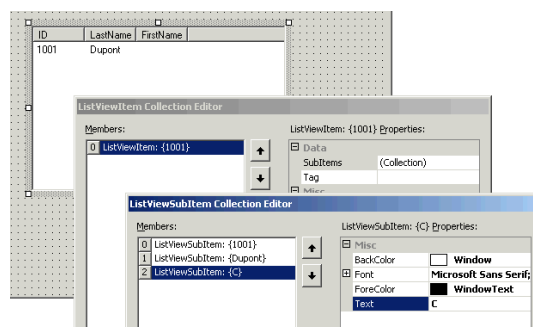 ID LastName FirstName
1001 Dupont
ListViewItem Collection Editor
Members: ListViewItem: {1001} Properties:
0 ListViewItem: {1001}
Data
SubItems (Collection)
Tag
Misc
ListViewSubItem Collection Editor
Members: ListViewSubItem: {C} Properties:
0 ListViewSubItem: {1001}
1 ListViewSubItem: {Dupont}
2 ListViewSubItem: {C}
Misc
BackColor Window
Font Microsoft Sans Serif;
ForeColor WindowText
Text C